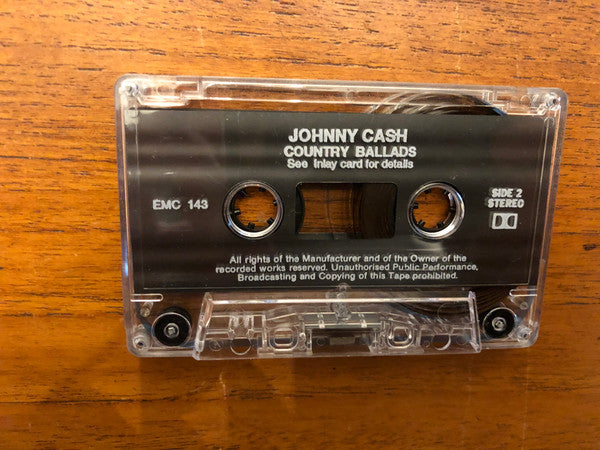 JOHNNY CASH
COUNTRY BALLADS
See inlay card for details
EMC 143
SIDE 2
STEREO
All rights of the Manufacturer and of the Owner of the
recorded works reserved. Unauthorised Public Performance,
Broadcasting and Copying of this Tape prohibited.